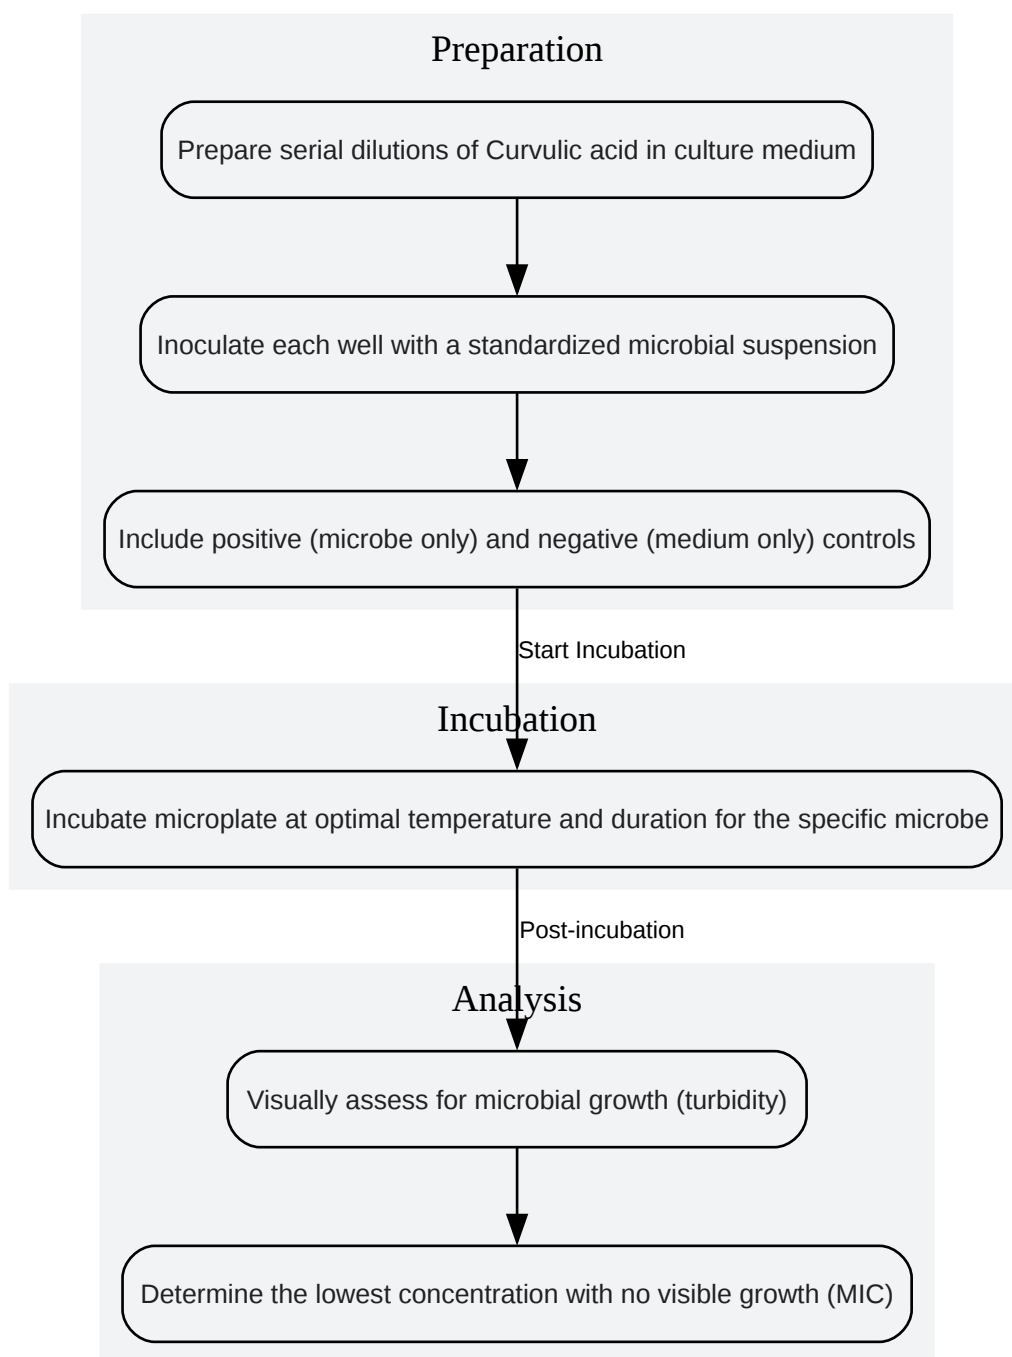 Preparation
Prepare serial dilutions of Curvulic acid in culture medium
Inoculate each well with a standardized microbial suspension
Include positive (microbe only) and negative (medium only) controls
Start Incubation
Incubation
Incubate microplate at optimal temperature and duration for the specific microbe
Post-incubation
Analysis
Visually assess for microbial growth (turbidity)
Determine the lowest concentration with no visible growth (MIC)